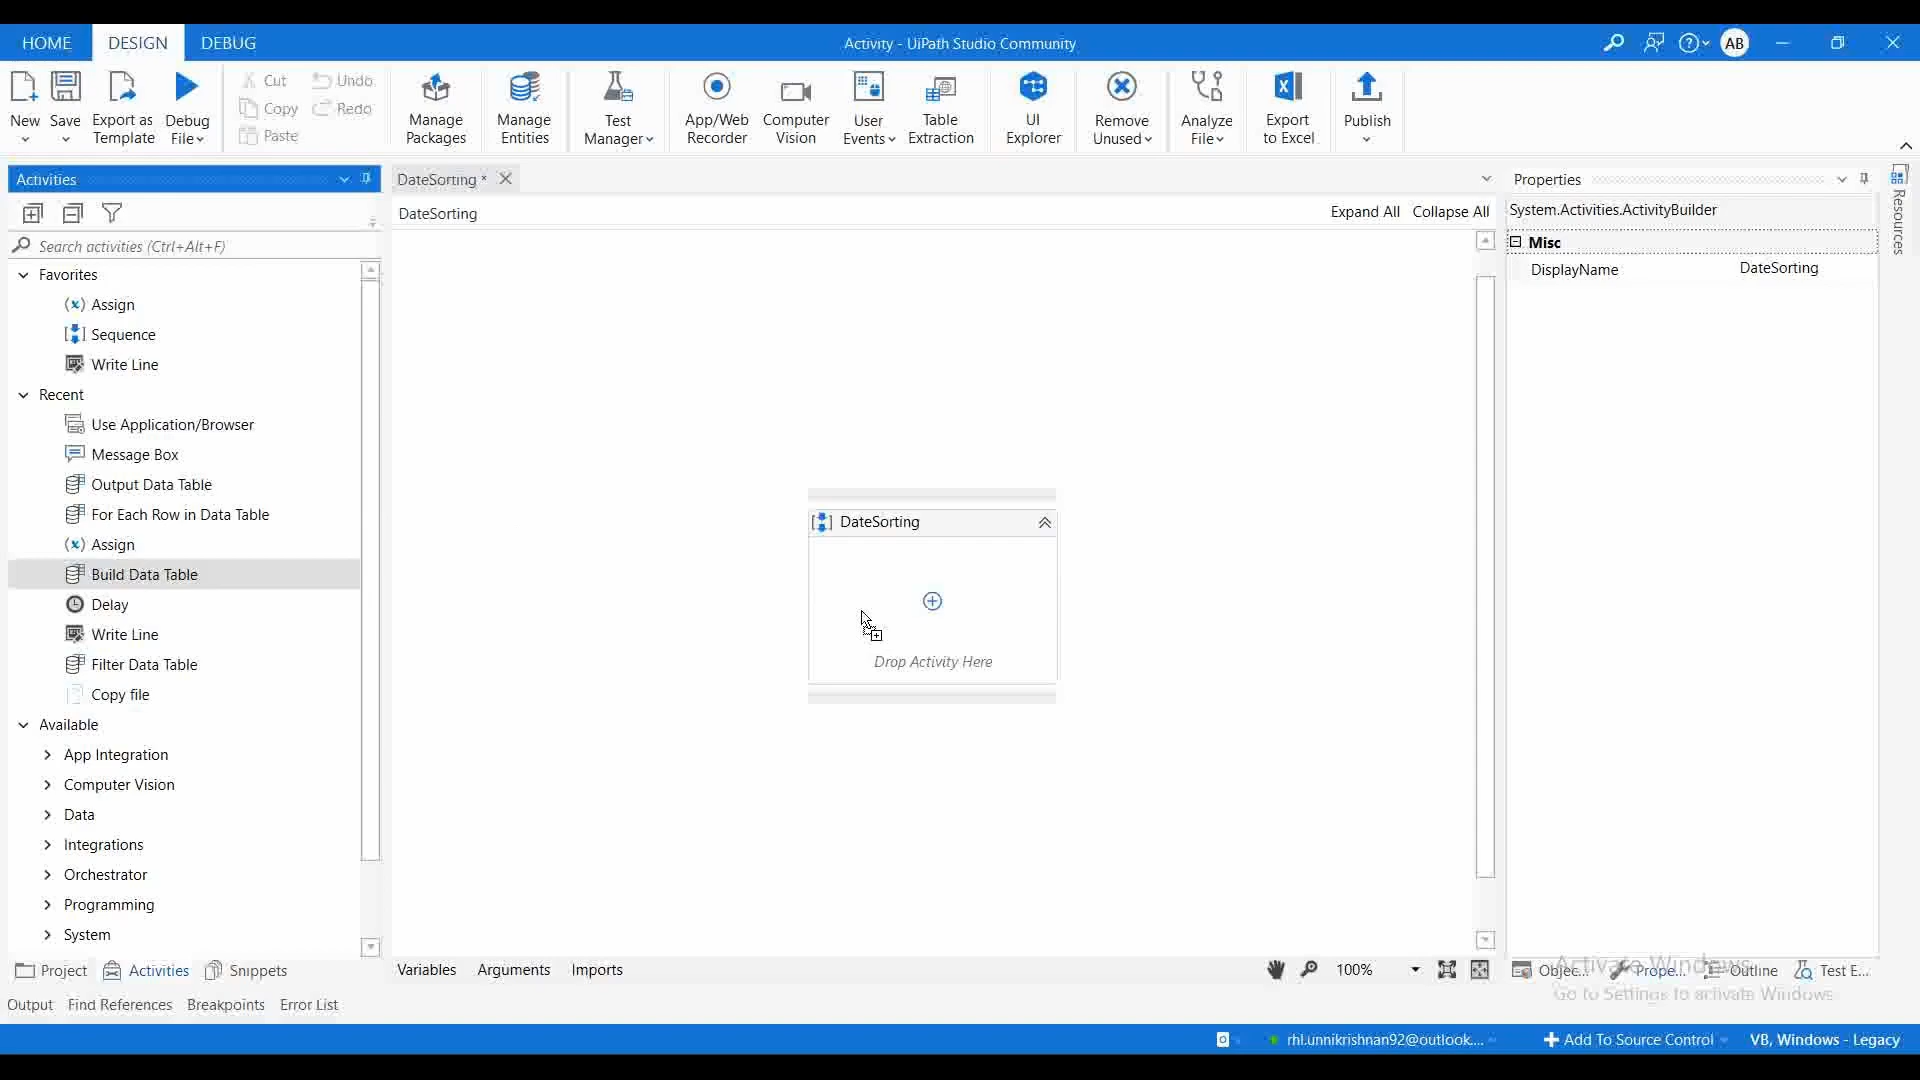 HOME DESIGN DEBUG Activity - UiPath Studio Community AB
New Save Export as Template Debug File Cut Copy Paste Undo Redo Manage Packages Manage Entities Test Manager App/Web Recorder Computer Vision User Events Table Extraction UI Explorer Remove Unused Analyze File Export to Excel Publish
Activities
Search activities (Ctrl+Alt+F)
Favorites
Assign
Sequence
Write Line
Recent
Use Application/Browser
Message Box
Output Data Table
For Each Row in Data Table
Assign
Build Data Table
Delay
Write Line
Filter Data Table
Copy file
Available
App Integration
Computer Vision
Data
Integrations
Orchestrator
Programming
System
Project Activities Snippets
DateSorting *
DateSorting Expand All Collapse All
DateSorting
Drop Activity Here
Variables Arguments Imports 100%
Properties
System.Activities.ActivityBuilder
Misc
DisplayName DateSorting
Resources
Objec... Prope... Outline Test E...
Activate Windows
Go to Settings to activate Windows.
Output Find References Breakpoints Error List
rhl.unnikrishnan92@outlook.... Add To Source Control VB, Windows - Legacy